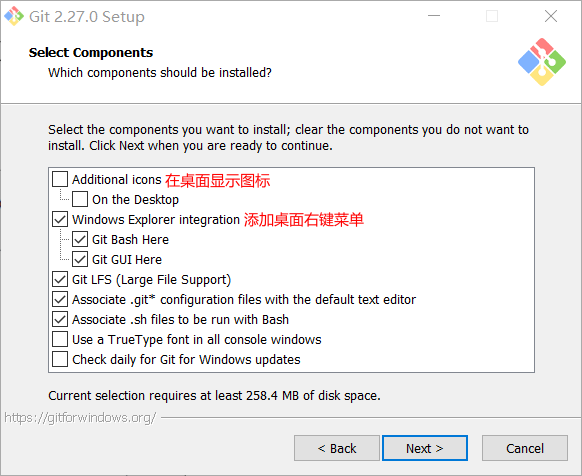 Git 2.27.0 Setup
Select Components
Which components should be installed?
Select the components you want to install; clear the components you do not want to
install. Click Next when you are ready to continue.
Additional icons 在桌面显示图标
On the Desktop
Windows Explorer integration 添加桌面右键菜单
Git Bash Here
Git GUI Here
Git LFS (Large File Support)
Associate .git* configuration files with the default text editor
Associate .sh files to be run with Bash
Use a TrueType font in all console windows
Check daily for Git for Windows updates
Current selection requires at least 258.4 MB of disk space.
https://gitforwindows.org/
< Back
Next >
Cancel